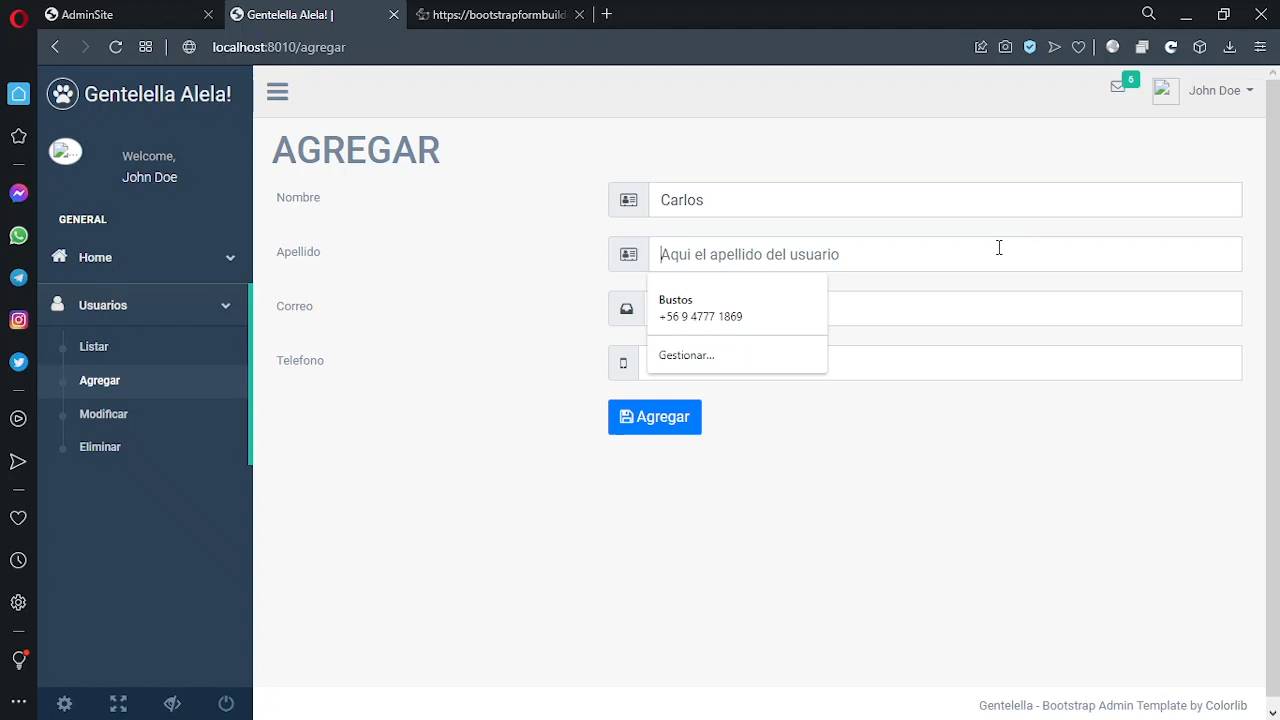 AdminSite
Gentelella Alela! |
https://bootstrapformbuild
localhost:8010/agregar
Gentelella Alela!
6
John Doe
Welcome,
John Doe
AGREGAR
Nombre
Carlos
GENERAL
Apellido
Aqui el apellido del usuario
Home
Bustos
+56 9 4777 1869
Usuarios
Correo
Gestionar...
Listar
Telefono
Agregar
Modificar
Agregar
Eliminar
Gentelella - Bootstrap Admin Template by Colorlib